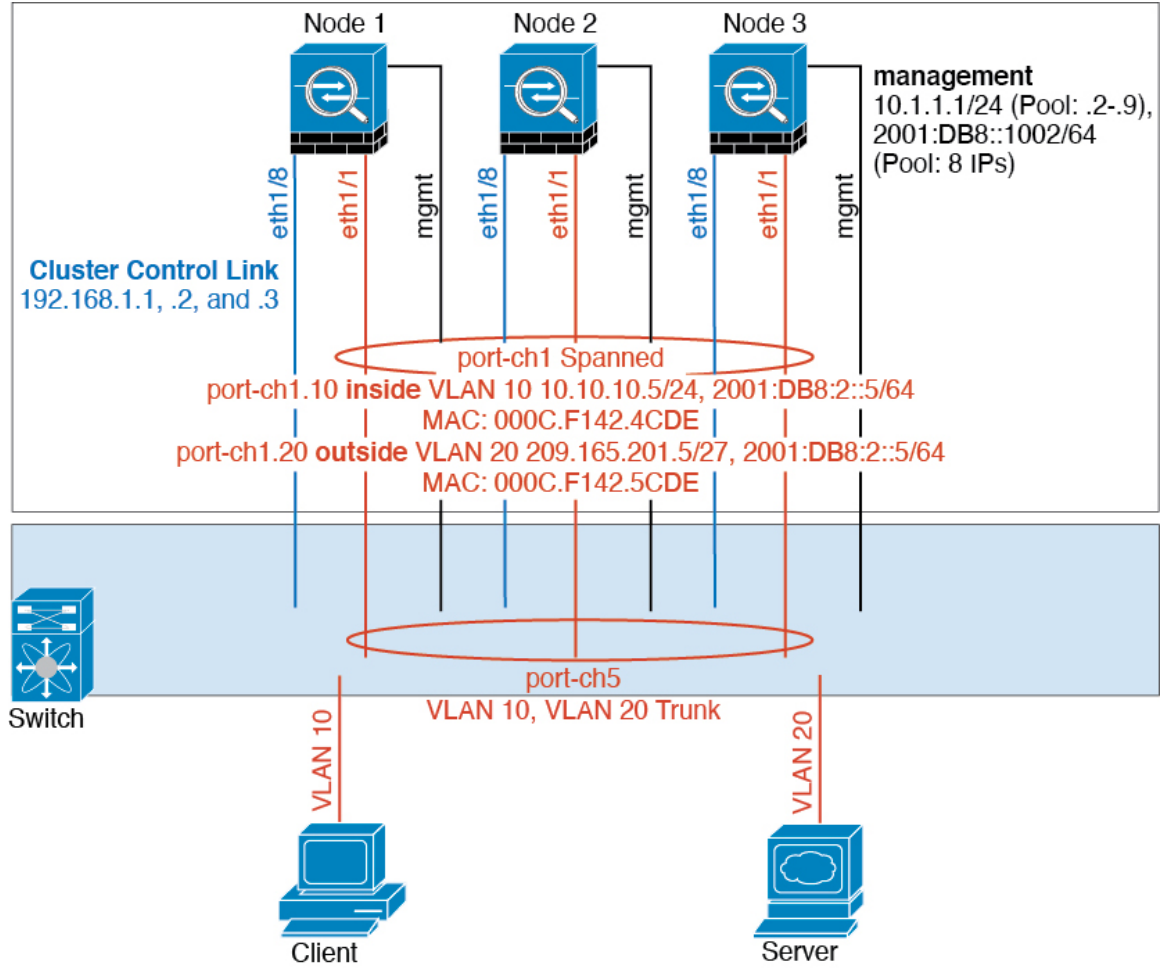 Node 1
Node 2
Node 3
management
10.1.1.1/24 (Pool: .2-.9),
2001:DB8::1002/64
(Pool: 8 IPs)
eth1/8
eth1/1
mgmt
eth1/8
eth1/1
mgmt
eth1/8
eth1/1
mgmt
Cluster Control Link
192.168.1.1, .2, and .3
port-ch1 Spanned
port-ch1.10 inside VLAN 10 10.10.10.5/24, 2001:DB8:2::5/64
MAC: 000C.F142.4CDE
port-ch1.20 outside VLAN 20 209.165.201.5/27, 2001:DB8:2::5/64
MAC: 000C.F142.5CDE
port-ch5
VLAN 10, VLAN 20 Trunk
Switch
VLAN 10
VLAN 20
Client
Server